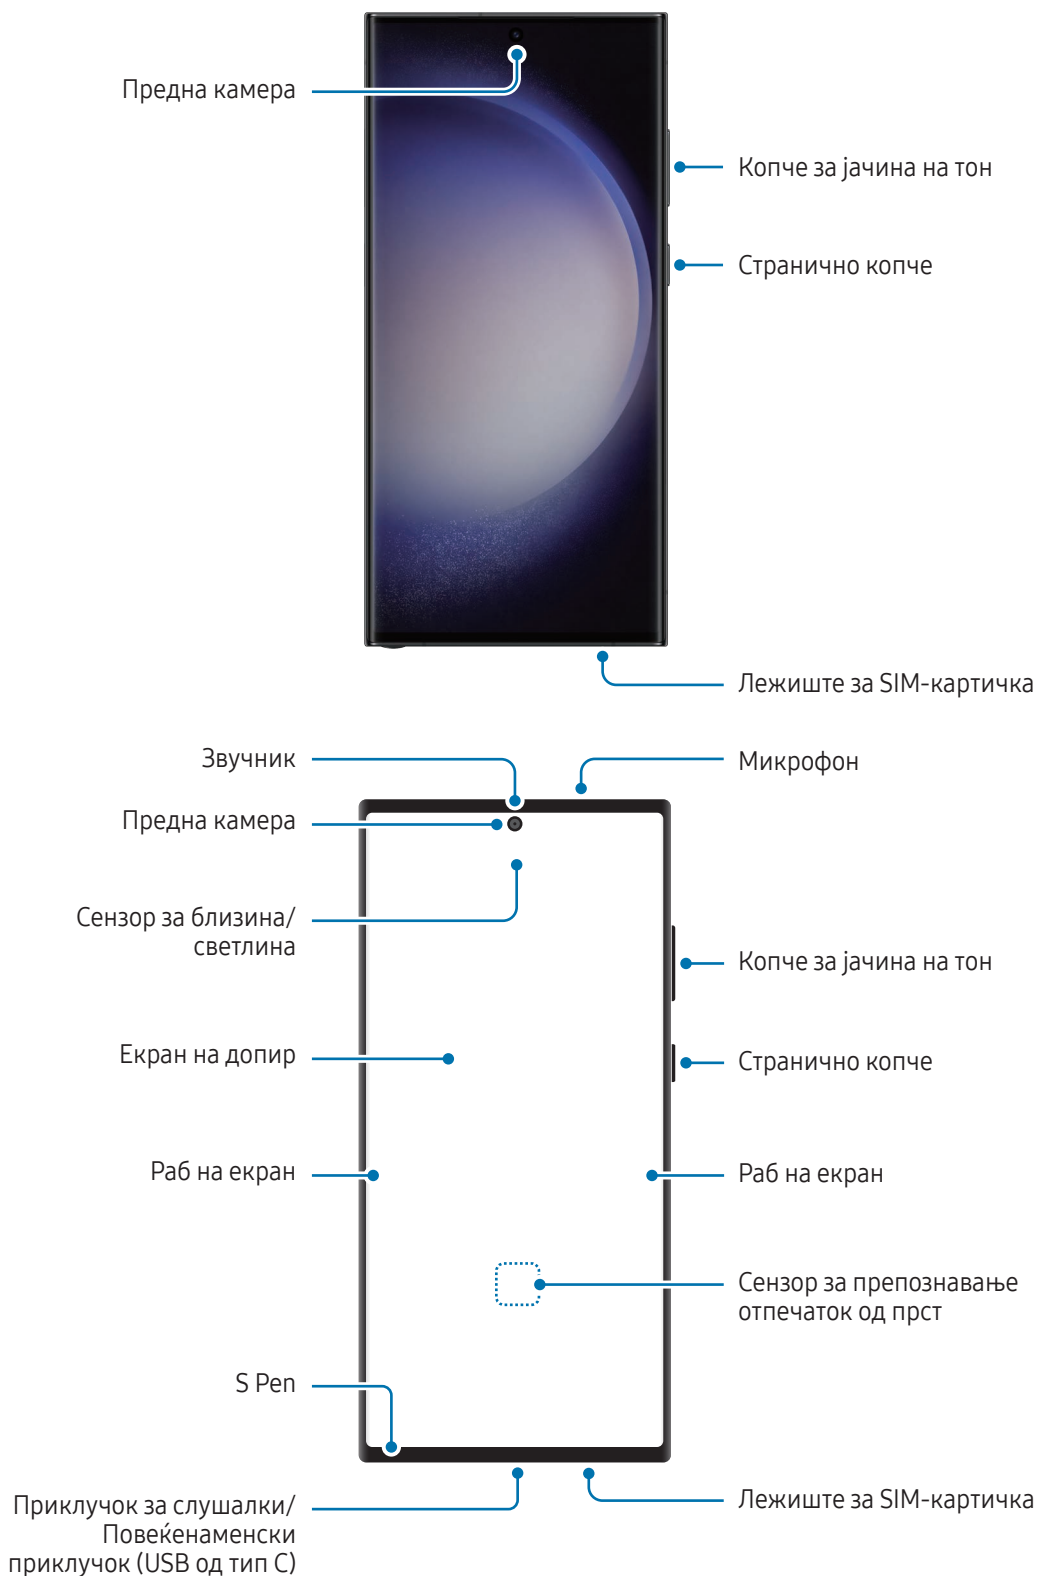 Предна камера
Копче за јачина на тон
Странично копче
Лежиште за SIM-картичка
Звучник
Микрофон
Предна камера
Сензор за близина/
светлина
Копче за јачина на тон
Екран на допир
Странично копче
Раб на екран
Раб на екран
Сензор за препознавање
отпечаток од прст
S Pen
Лежиште за SIM-картичка
Приклучок за слушалки/
Повеќенаменски
приклучок (USB од тип C)